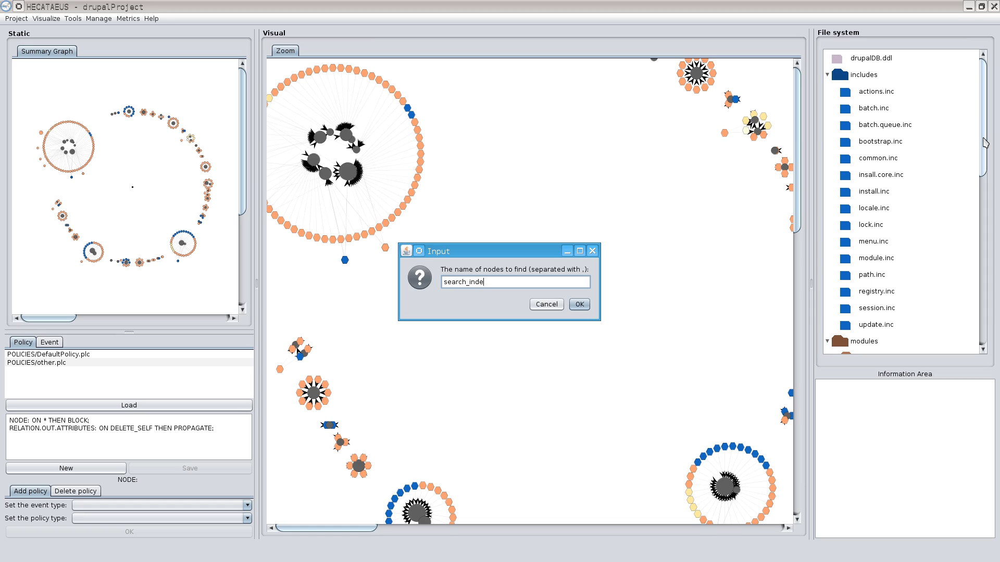 HECATAEUS - drupalProject
Project Visualize Tools Manage Metrics Help
Static
Summary Graph
Policy Event
POLICIES/DefaultPolicy.plc
POLICIES/other.plc
Load
NODE: ON * THEN BLOCK;
RELATION.OUT.ATTRIBUTES: ON DELETE_SELF THEN PROPAGATE;
New Save
NODE:
Add policy Delete policy
Set the event type:
Set the policy type:
OK
Visual
Zoom
Input
The name of nodes to find (separated with ,):
search_inde
Cancel OK
File system
drupalDB.ddl
includes
actions.inc
batch.inc
batch.queue.inc
bootstrap.inc
common.inc
insall.core.inc
install.inc
locale.inc
lock.inc
menu.inc
module.inc
path.inc
registry.inc
session.inc
update.inc
modules
Information Area